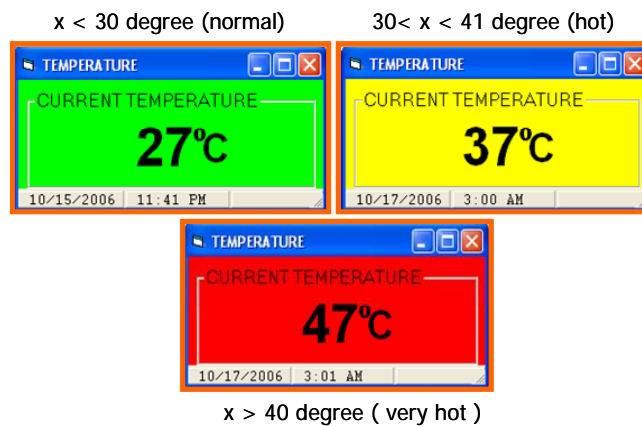 x < 30 degree (normal)
30< x < 41 degree (hot)
TEMPERATURE
CURRENT TEMPERATURE
27°C
10/15/2006 11:41 PM
TEMPERATURE
CURRENT TEMPERATURE
37°C
10/17/2006 3:00 AM
TEMPERATURE
CURRENT TEMPERATURE
47°C
10/17/2006 3:01 AM
x > 40 degree ( very hot )